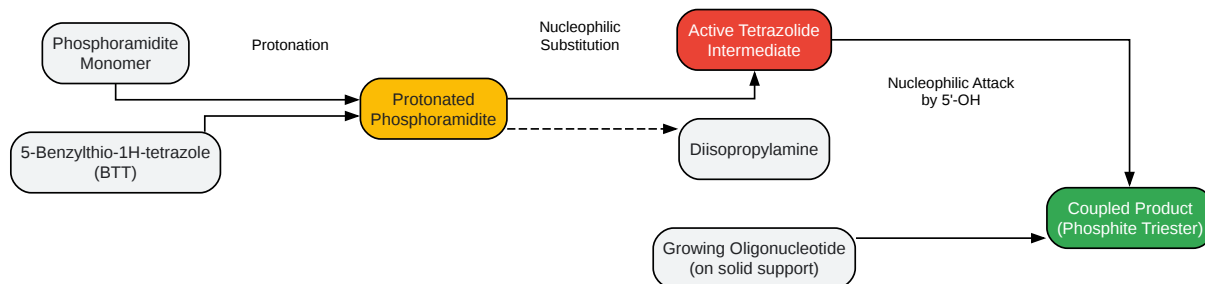 Phosphoramidite
Monomer
Protonation
Nucleophilic
Substitution
Active Tetrazolide
Intermediate
5-Benzylthio-1H-tetrazole
(BTT)
Protonated
Phosphoramidite
Diisopropylamine
Nucleophilic Attack
by 5'-OH
Growing Oligonucleotide
(on solid support)
Coupled Product
(Phosphite Triester)